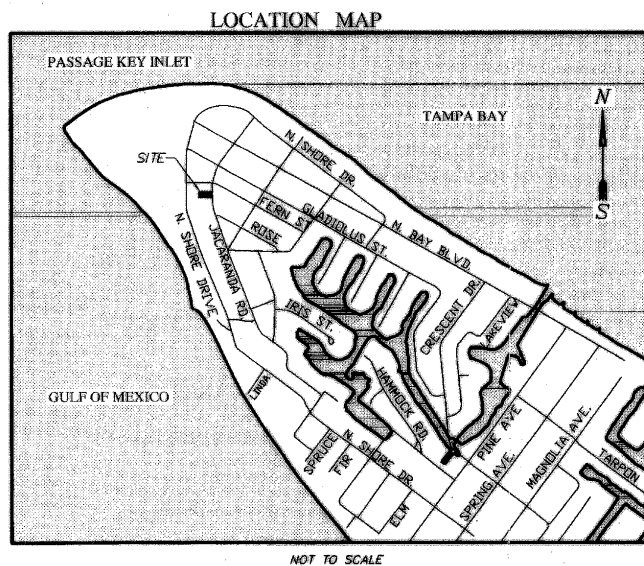 LOCATION MAP
PASSAGE KEY INLET
TAMPA BAY
N
S
SITE
N. SHORE DR.
FERN ST.
GLADIOLUS ST.
ROSE
N. BAY BLVD.
N. SHORE DRIVE
JACARANDA RD.
IRIS ST.
CRESCENT DR.
LAKEVIEW
GULF OF MEXICO
LINDA
HAMMOCK RD.
N. SHORE DR.
SPRUCE
FIR
ELM
PINE AVE
SPRING AVE.
MAGNOLIA AVE.
TARPON
NOT TO SCALE